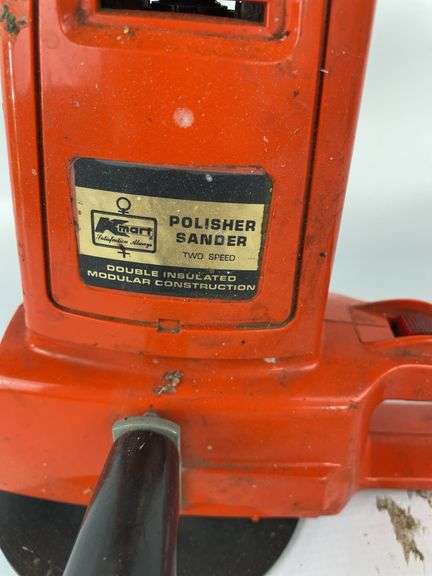 Kmart
Satisfaction Always
POLISHER
SANDER
TWO SPEED
DOUBLE INSULATED
MODULAR CONSTRUCTION